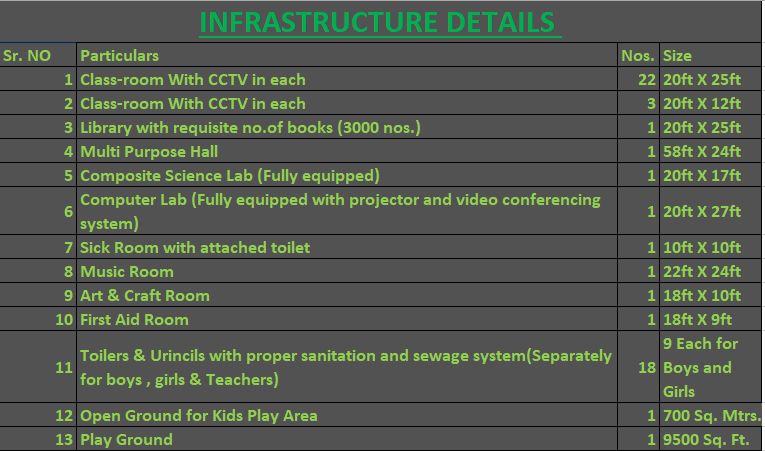 INFRASTRUCTURE DETAILS
Sr. NO Particulars Nos. Size
1 Class-room With CCTV in each 22 20ft X 25ft
2 Class-room With CCTV in each 3 20ft X 12ft
3 Library with requisite no.of books (3000 nos.) 1 20ft X 25ft
4 Multi Purpose Hall 1 58ft X 24ft
5 Composite Science Lab (Fully equipped) 1 20ft X 17ft
6 Computer Lab (Fully equipped with projector and video conferencing
system) 1 20ft X 27ft
7 Sick Room with attached toilet 1 10ft X 10ft
8 Music Room 1 22ft X 24ft
9 Art & Craft Room 1 18ft X 10ft
10 First Aid Room 1 18ft X 9ft
11 Toilers & Urincils with proper sanitation and sewage system(Separately
for boys , girls & Teachers) 18 9 Each for
Boys and
Girls
12 Open Ground for Kids Play Area 1 700 Sq. Mtrs.
13 Play Ground 1 9500 Sq. Ft.